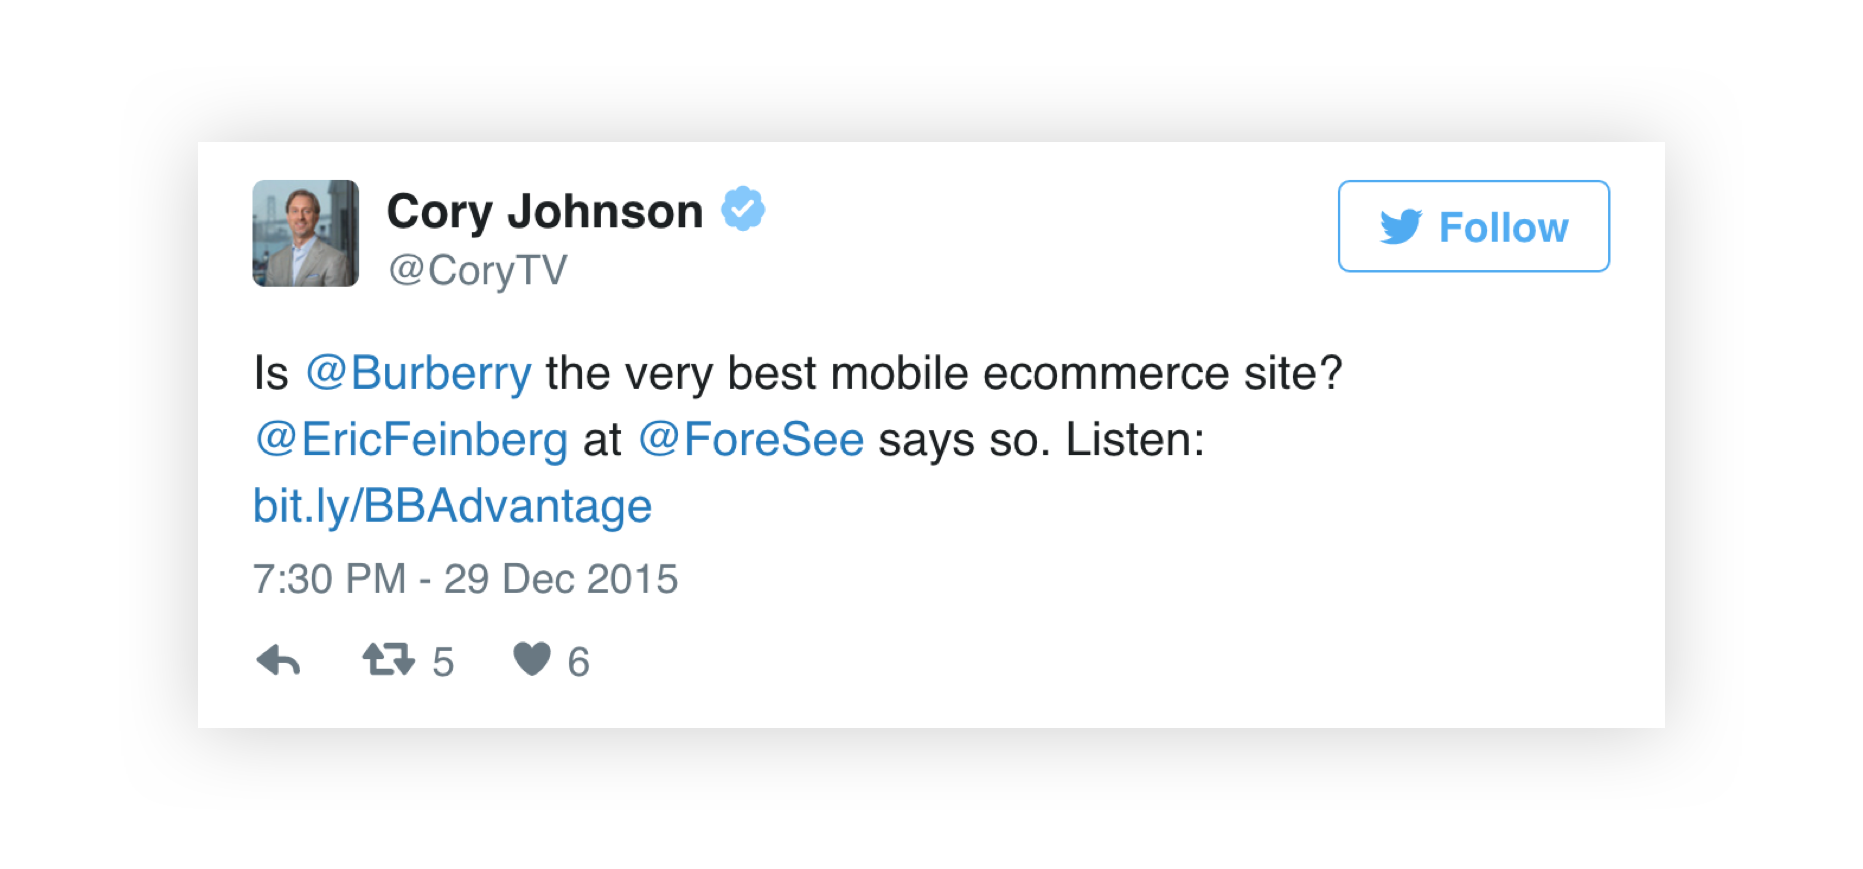 Cory Johnson
@CoryTV
Follow
Is @Burberry the very best mobile ecommerce site?
@EricFeinberg at @ForeSee says so. Listen:
bit.ly/BBAdvantage
7:30 PM - 29 Dec 2015
5 6